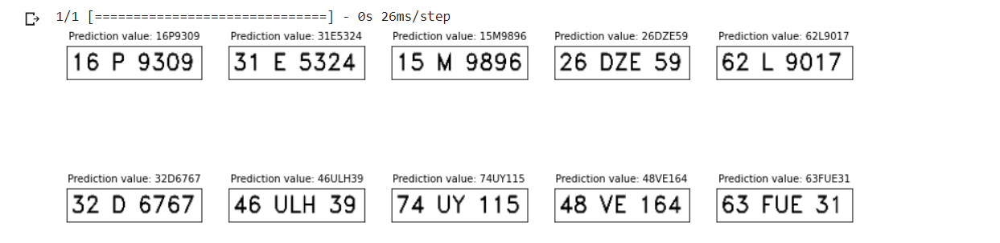 1/1 [==============================] - 0s 26ms/step
Prediction value: 16P9309 Prediction value: 31E5324 Prediction value: 15M9896 Prediction value: 26DZE59 Prediction value: 62L9017
16 P 9309 31 E 5324 15 M 9896 26 DZE 59 62 L 9017
Prediction value: 32D6767 Prediction value: 46ULH39 Prediction value: 74UY115 Prediction value: 48VE164 Prediction value: 63FUE31
32 D 6767 46 ULH 39 74 UY 115 48 VE 164 63 FUE 31